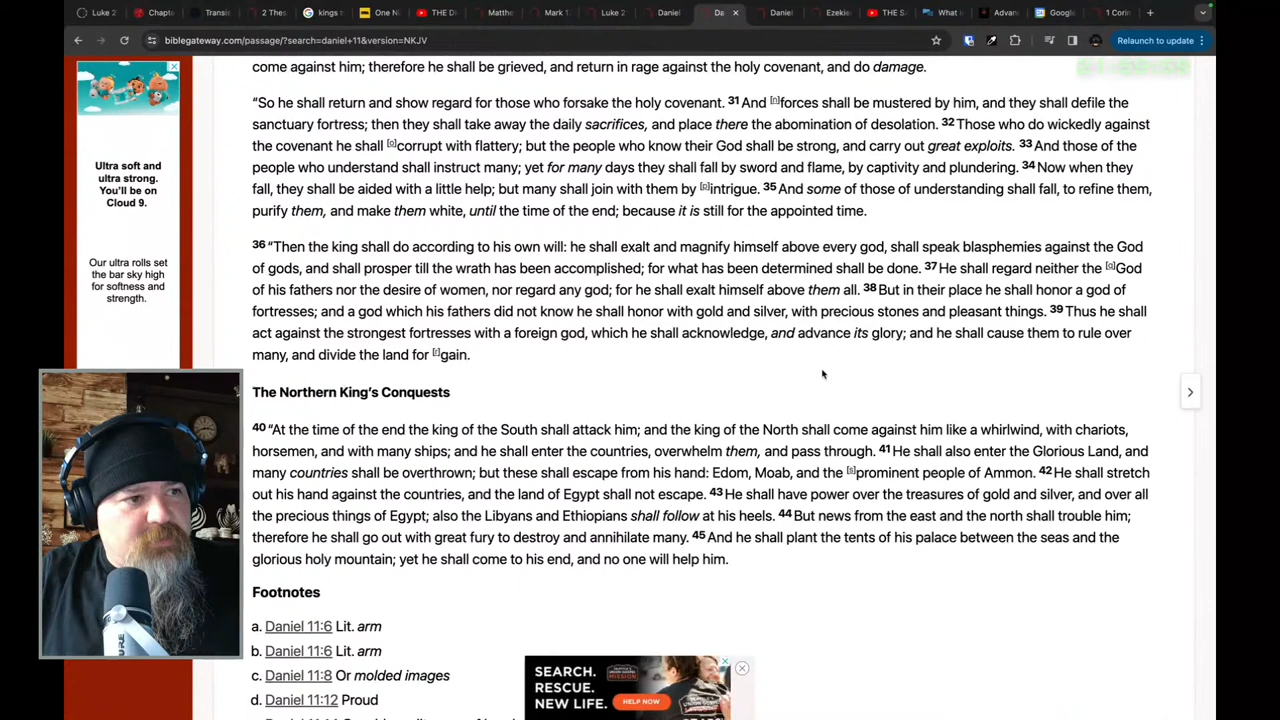 Luke 2
Chapte
Transi
2 Thes
kings n
One N
THE D
Matthe
Mark 1
Luke 2
Daniel
Da
Daniel
Ezekie
THE S
What is
Advan
Google
1 Corin
biblegateway.com/passage/?search=daniel+11&version=NKJV
Relaunch to update
come against him; therefore he shall be grieved, and return in rage against the holy covenant, and do damage.
“So he shall return and show regard for those who forsake the holy covenant. 31 And [n]forces shall be mustered by him, and they shall defile the
sanctuary fortress; then they shall take away the daily sacrifices, and place there the abomination of desolation. 32 Those who do wickedly against
the covenant he shall [o]corrupt with flattery; but the people who know their God shall be strong, and carry out great exploits. 33 And those of the
people who understand shall instruct many; yet for many days they shall fall by sword and flame, by captivity and plundering. 34 Now when they
fall, they shall be aided with a little help; but many shall join with them by [p]intrigue. 35 And some of those of understanding shall fall, to refine them,
purify them, and make them white, until the time of the end; because it is still for the appointed time.
36 “Then the king shall do according to his own will: he shall exalt and magnify himself above every god, shall speak blasphemies against the God
of gods, and shall prosper till the wrath has been accomplished; for what has been determined shall be done. 37 He shall regard neither the [q]God
of his fathers nor the desire of women, nor regard any god; for he shall exalt himself above them all. 38 But in their place he shall honor a god of
fortresses; and a god which his fathers did not know he shall honor with gold and silver, with precious stones and pleasant things. 39 Thus he shall
act against the strongest fortresses with a foreign god, which he shall acknowledge, and advance its glory; and he shall cause them to rule over
many, and divide the land for [r]gain.
The Northern King’s Conquests
40 “At the time of the end the king of the South shall attack him; and the king of the North shall come against him like a whirlwind, with chariots,
horsemen, and with many ships; and he shall enter the countries, overwhelm them, and pass through. 41 He shall also enter the Glorious Land, and
many countries shall be overthrown; but these shall escape from his hand: Edom, Moab, and the [s]prominent people of Ammon. 42 He shall stretch
out his hand against the countries, and the land of Egypt shall not escape. 43 He shall have power over the treasures of gold and silver, and over all
the precious things of Egypt; also the Libyans and Ethiopians shall follow at his heels. 44 But news from the east and the north shall trouble him;
therefore he shall go out with great fury to destroy and annihilate many. 45 And he shall plant the tents of his palace between the seas and the
glorious holy mountain; yet he shall come to his end, and no one will help him.
Footnotes
a. Daniel 11:6 Lit. arm
b. Daniel 11:6 Lit. arm
c. Daniel 11:8 Or molded images
d. Daniel 11:12 Proud
Ultra soft and
ultra strong.
You’ll be on
Cloud 9.
Our ultra rolls set
the bar sky high
for softness and
strength.
SEARCH.
RESCUE.
NEW LIFE.
MISSION
HELP NOW